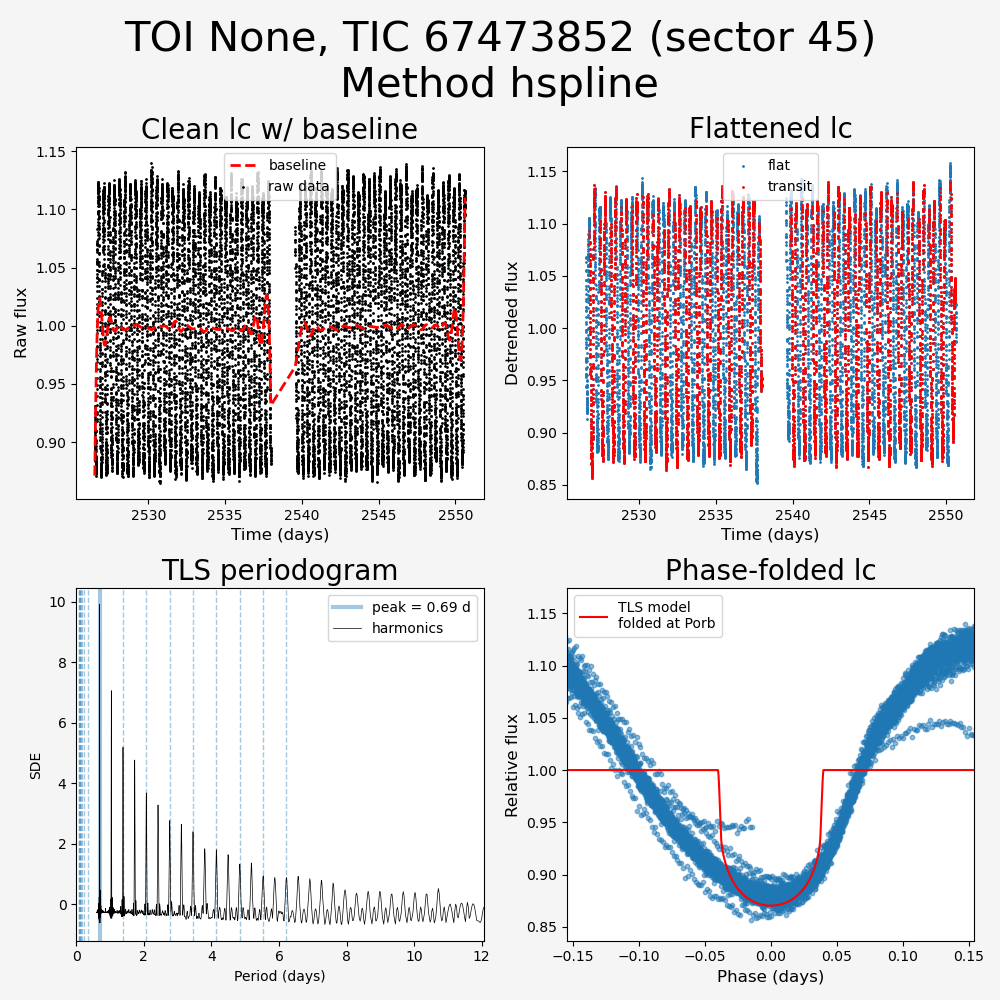 TOI None, TIC 67473852 (sector 45)
Method hspline
Clean lc w/ baseline
baseline
raw data
1.15
1.10
1.05
1.00
0.95
0.90
Raw flux
2530
2535
2540
2545
2550
Time (days)
Flattened lc
flat
transit
1.15
1.10
1.05
1.00
0.95
0.90
0.85
Detrended flux
2530
2535
2540
2545
2550
Time (days)
TLS periodogram
peak = 0.69 d
harmonics
10
8
6
4
2
0
SDE
0
2
4
6
8
10
12
Period (days)
Phase-folded lc
TLS model
folded at Porb
1.15
1.10
1.05
1.00
0.95
0.90
0.85
Relative flux
−0.15
−0.10
−0.05
0.00
0.05
0.10
0.15
Phase (days)